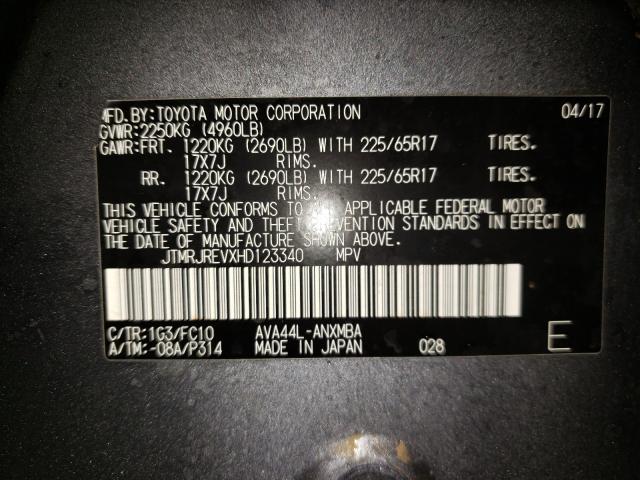 MFD.BY:TOYOTA MOTOR CORPORATION 04/17
GVWR:2250KG (4960LB)
GAWR:FRT. 1220KG (2690LB) WITH 225/65R17 TIRES.
17X7J RIMS.
RR. 1220KG (2690LB) WITH 225/65R17 TIRES.
17X7J RIMS.
THIS VEHICLE CONFORMS TO ALL APPLICABLE FEDERAL MOTOR
VEHICLE SAFETY AND THEFT PREVENTION STANDARDS IN EFFECT ON
THE DATE OF MANUFACTURE SHOWN ABOVE.
JTMRJREVXHD123340 MPV
C/TR:1G3/FC10 AVA44L-ANXMBA
A/TM:-08A/P314 MADE IN JAPAN 028 E